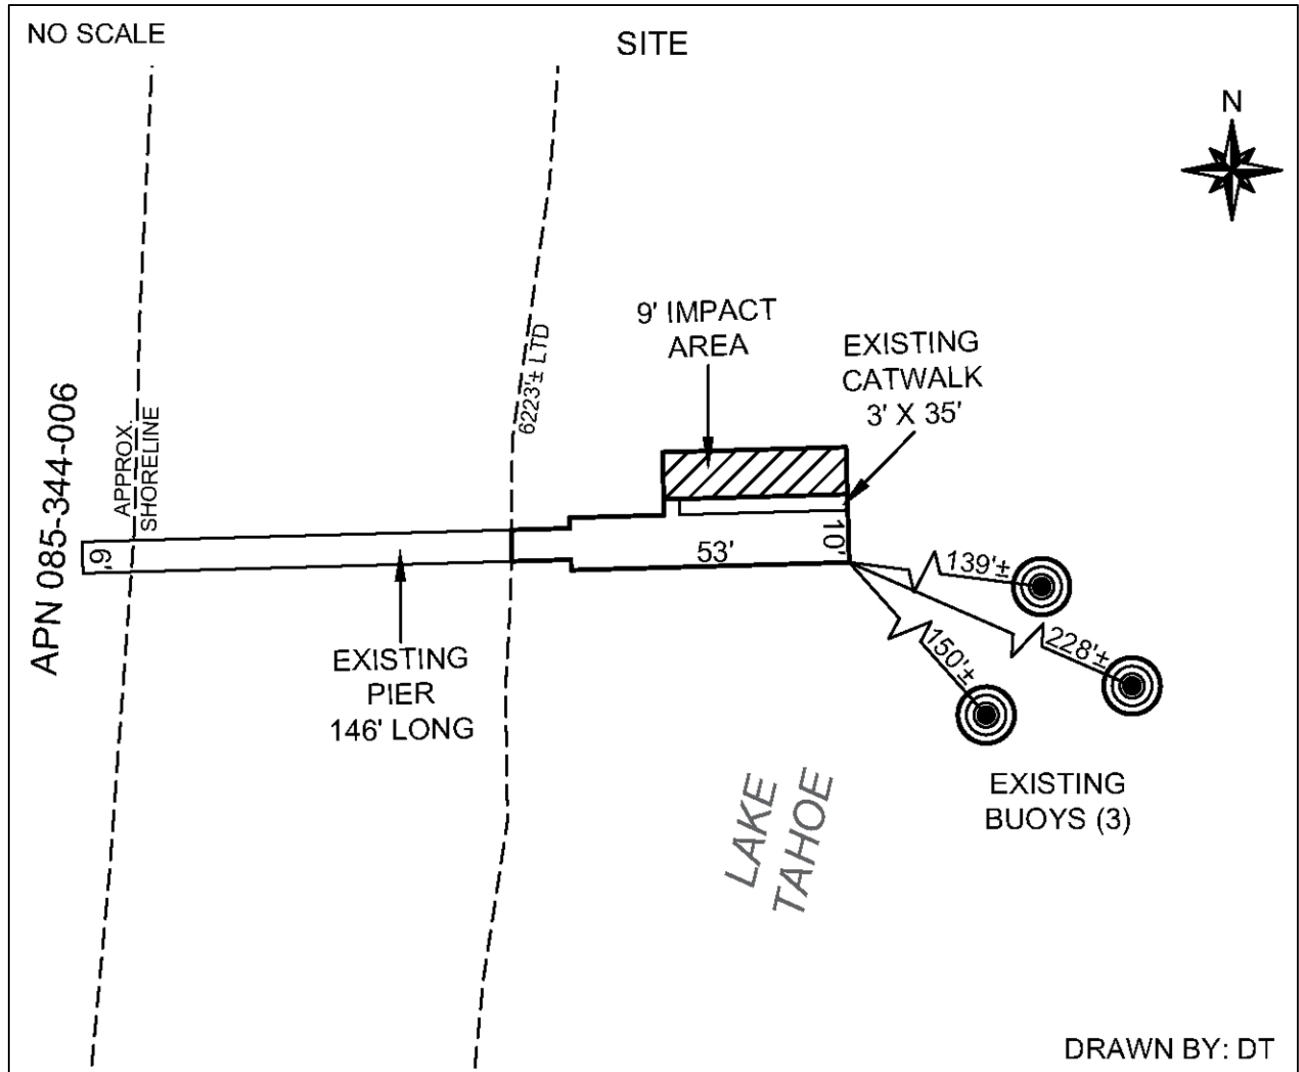 NO SCALE
SITE
N
9' IMPACT
AREA
EXISTING
CATWALK
3' X 35'
6223'± LTD
APN 085-344-006
APPROX.
SHORELINE
6'
53'
10'
139'±
228'±
150'±
EXISTING
PIER
146' LONG
EXISTING
BUOYS (3)
LAKE
TAHOE
DRAWN BY: DT